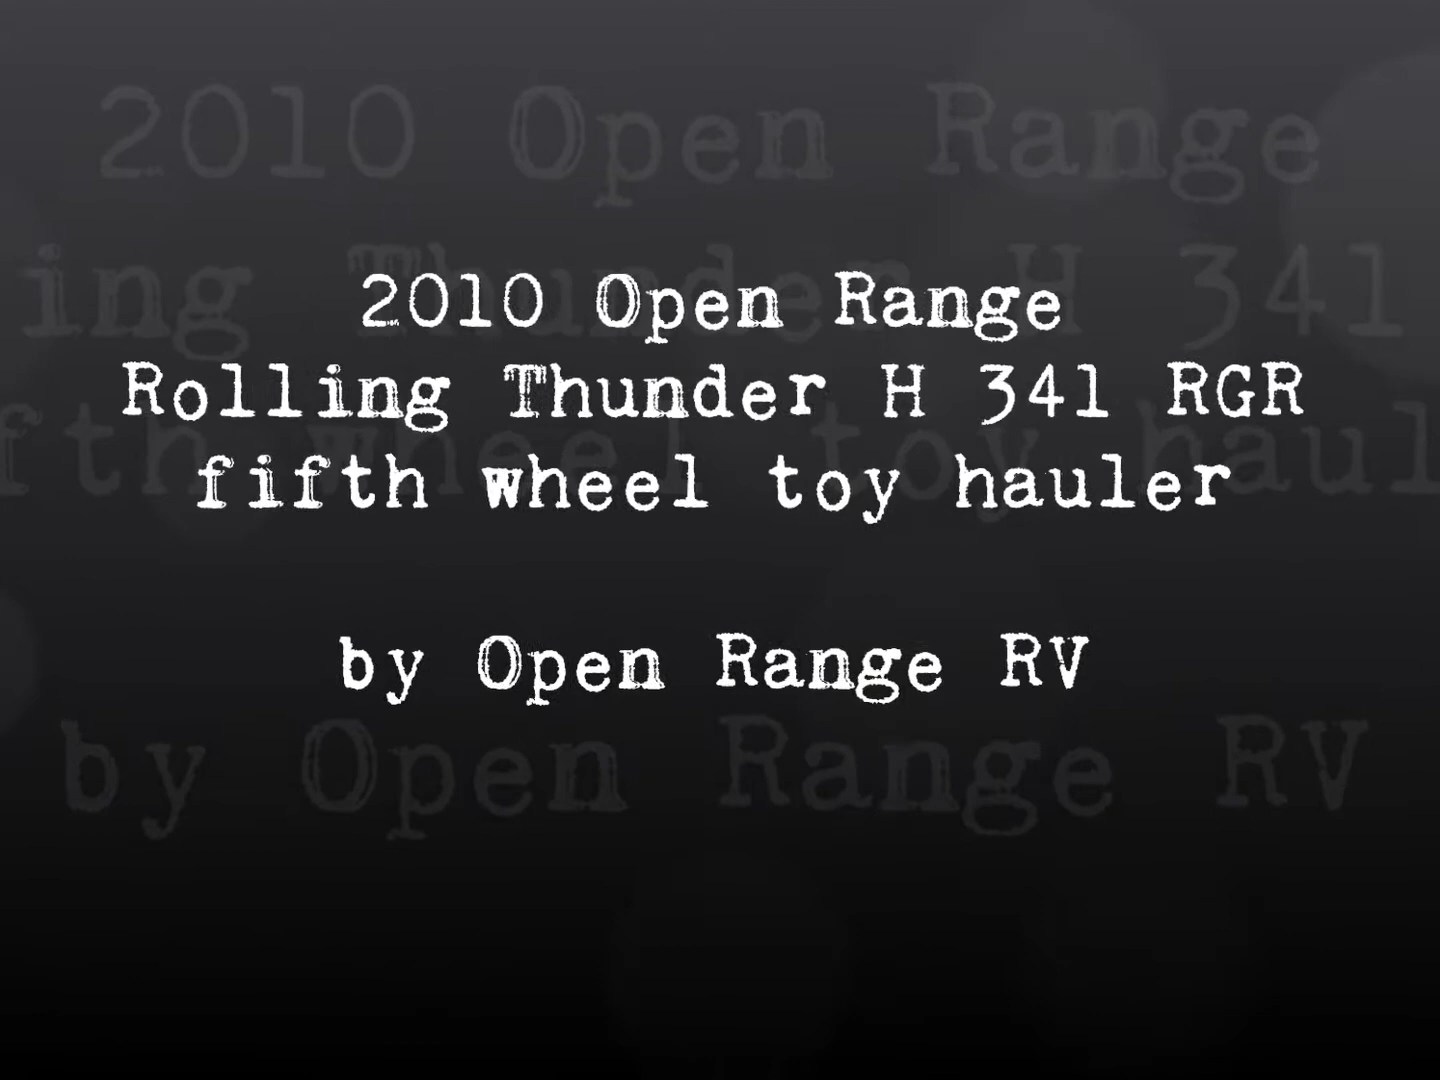 2010 Open Range
Rolling Thunder H 341 RGR
fifth wheel toy hauler
by Open Range RV